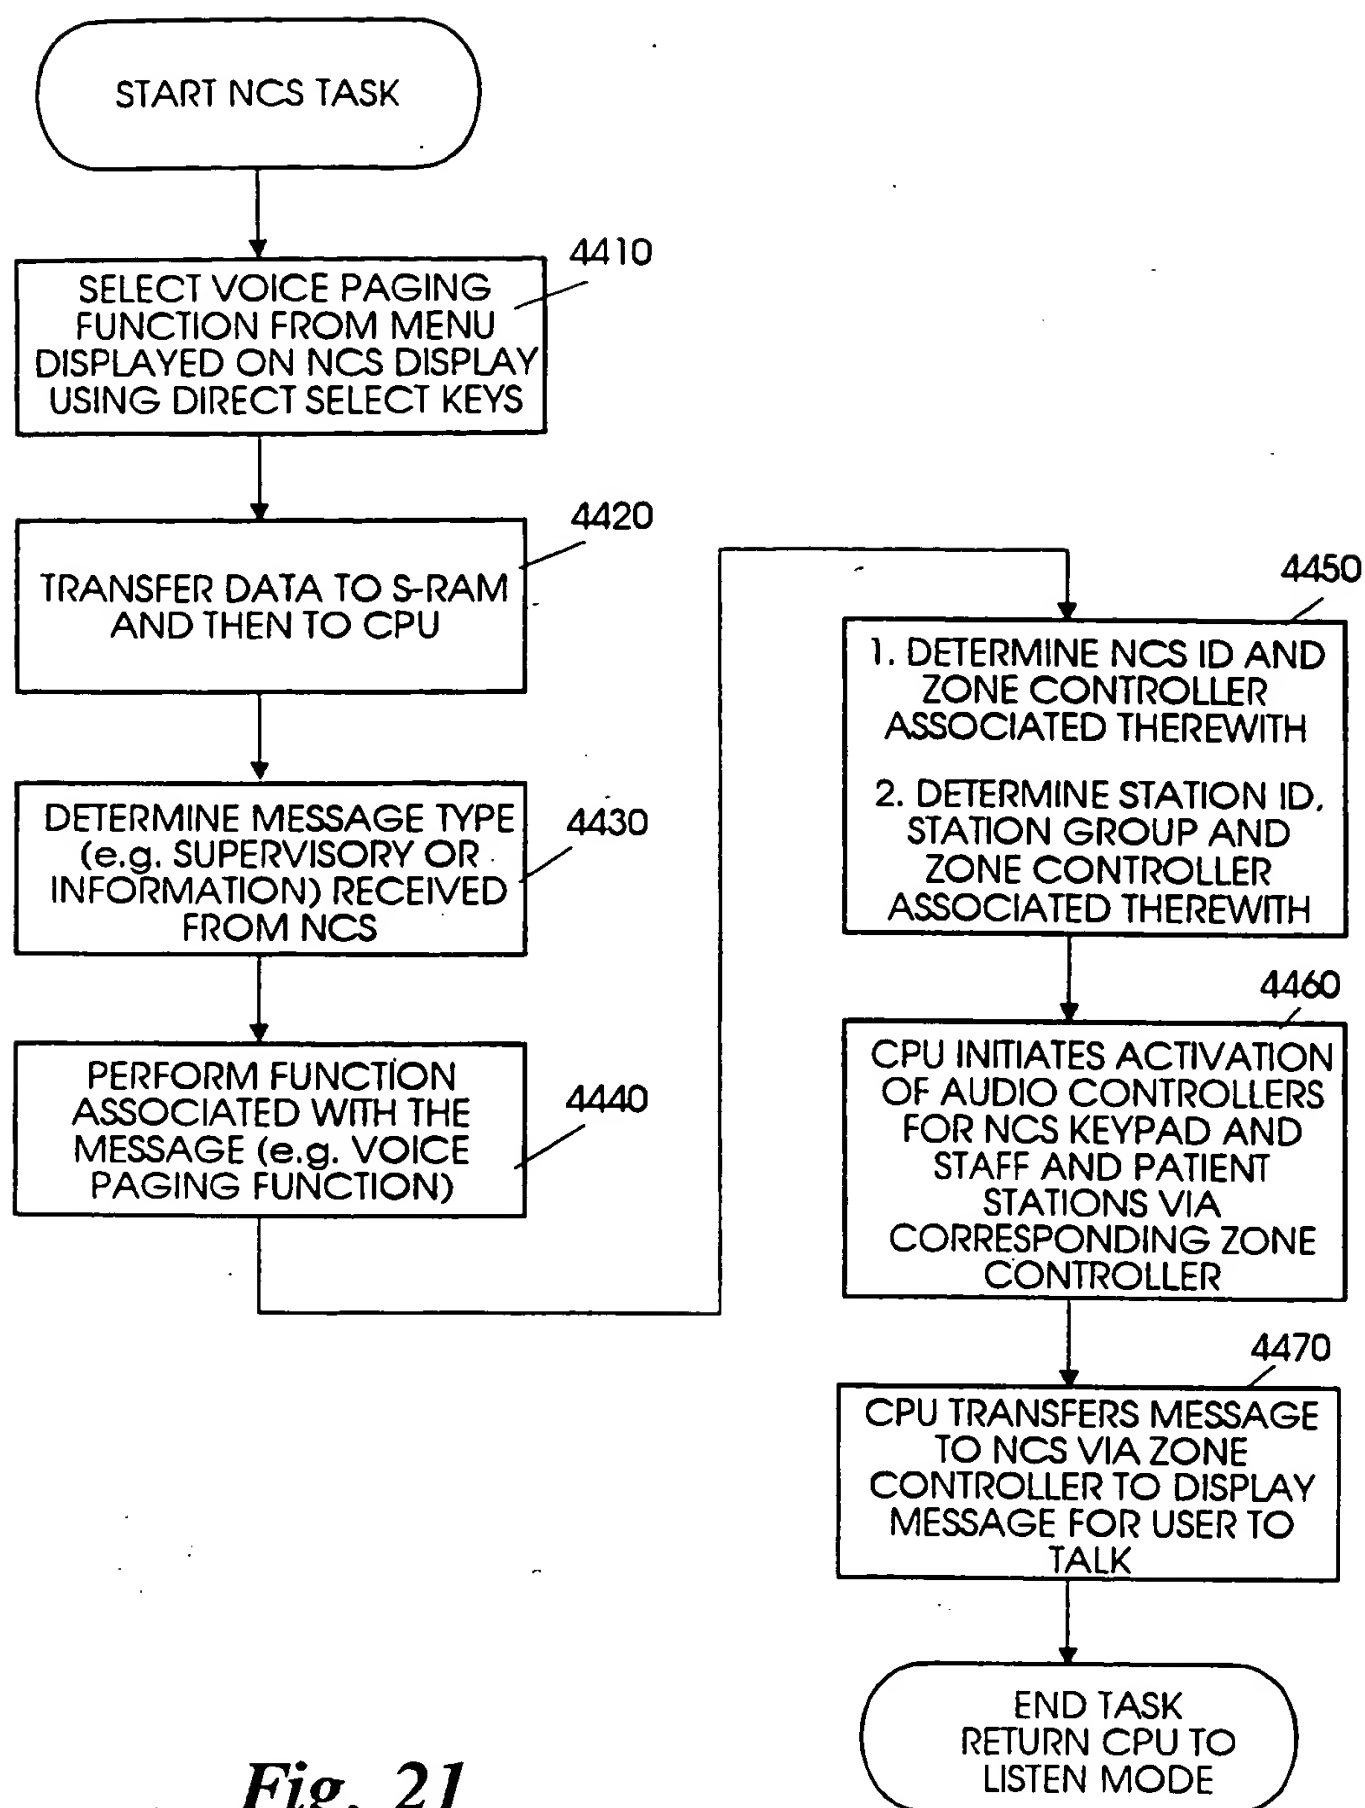 START NCS TASK
4410
SELECT VOICE PAGING
FUNCTION FROM MENU
DISPLAYED ON NCS DISPLAY
USING DIRECT SELECT KEYS
4420
TRANSFER DATA TO S-RAM
AND THEN TO CPU
4430
DETERMINE MESSAGE TYPE
(e.g. SUPERVISORY OR
INFORMATION) RECEIVED
FROM NCS
4440
PERFORM FUNCTION
ASSOCIATED WITH THE
MESSAGE (e.g. VOICE
PAGING FUNCTION)
4450
1. DETERMINE NCS ID AND
ZONE CONTROLLER
ASSOCIATED THEREWITH
2. DETERMINE STATION ID,
STATION GROUP AND
ZONE CONTROLLER
ASSOCIATED THEREWITH
4460
CPU INITIATES ACTIVATION
OF AUDIO CONTROLLERS
FOR NCS KEYPAD AND
STAFF AND PATIENT
STATIONS VIA
CORRESPONDING ZONE
CONTROLLER
4470
CPU TRANSFERS MESSAGE
TO NCS VIA ZONE
CONTROLLER TO DISPLAY
MESSAGE FOR USER TO
TALK
END TASK
RETURN CPU TO
LISTEN MODE
Fig. 21